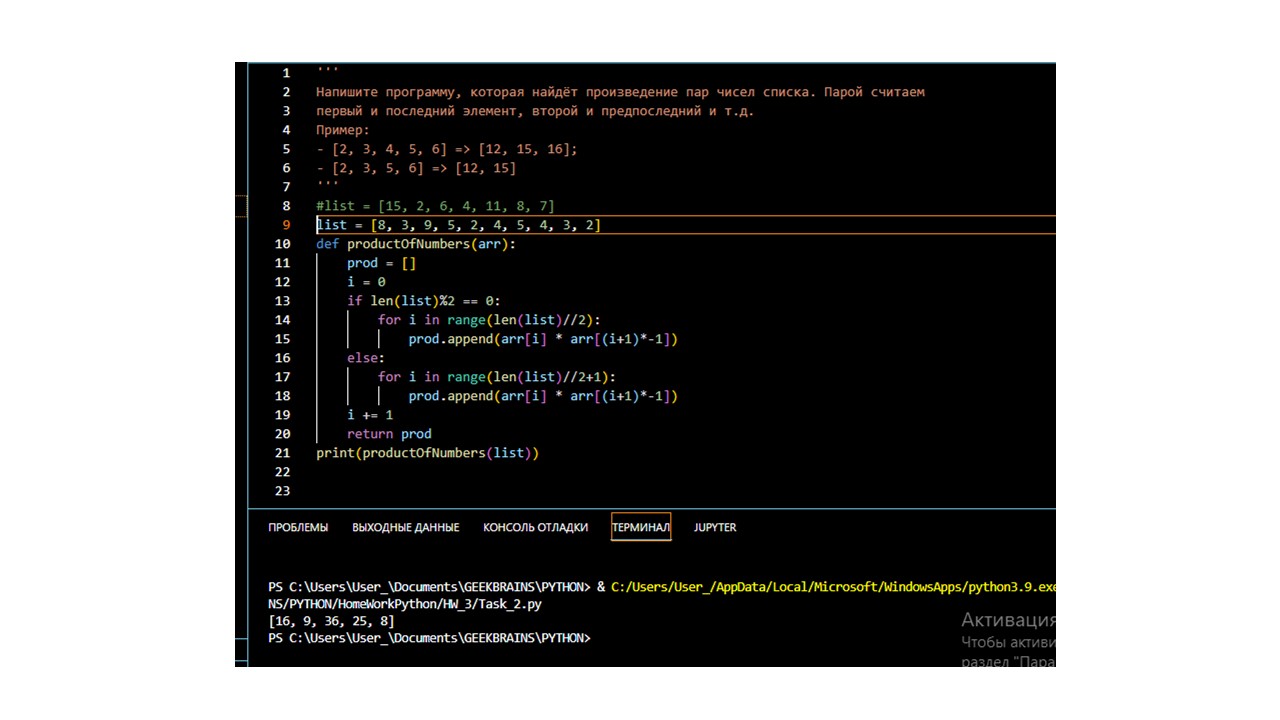 1 '''
2 Напишите программу, которая найдёт произведение пар чисел списка. Парой считаем
3 первый и последний элемент, второй и предпоследний и т.д.
4 Пример:
5 - [2, 3, 4, 5, 6] => [12, 15, 16];
6 - [2, 3, 5, 6] => [12, 15]
7 '''
8 #list = [15, 2, 6, 4, 11, 8, 7]
9 list = [8, 3, 9, 5, 2, 4, 5, 4, 3, 2]
10 def productOfNumbers(arr):
11     prod = []
12     i = 0
13     if len(list)%2 == 0:
14         for i in range(len(list)//2):
15             prod.append(arr[i] * arr[(i+1)*-1])
16     else:
17         for i in range(len(list)//2+1):
18             prod.append(arr[i] * arr[(i+1)*-1])
19     i += 1
20     return prod
21 print(productOfNumbers(list))
22
23
ПРОБЛЕМЫ ВЫХОДНЫЕ ДАННЫЕ КОНСОЛЬ ОТЛАДКИ ТЕРМИНАЛ JUPYTER
PS C:\Users\User_\Documents\GEEKBRAINS\PYTHON> & C:/Users/User_/AppData/Local/Microsoft/WindowsApps/python3.9.exe
NS/PYTHON/HomeWorkPython/HW_3/Task_2.py
[16, 9, 36, 25, 8]
PS C:\Users\User_\Documents\GEEKBRAINS\PYTHON>
Активация
Чтобы активи
раздел "Пара